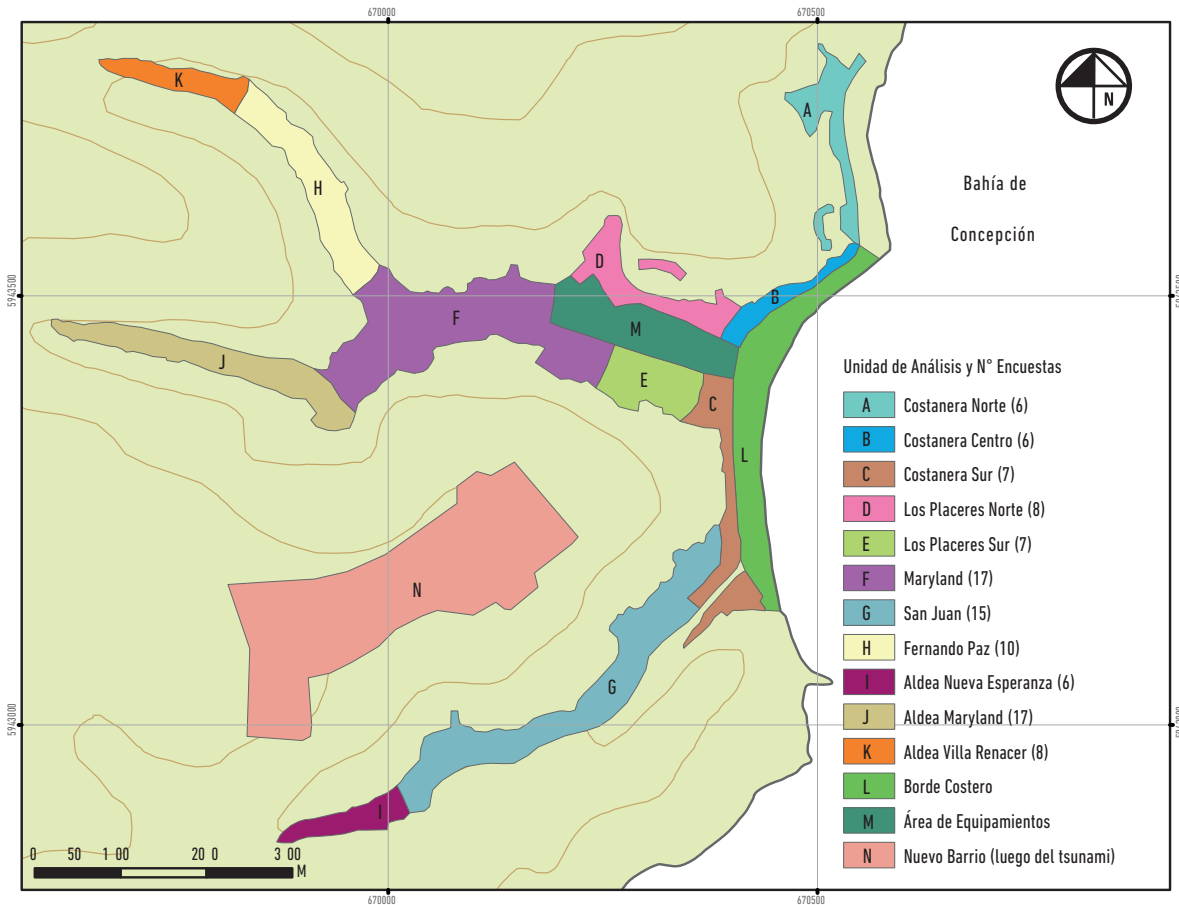 670000
670500
N
Bahía de
Concepción
K
A
H
D
5943500
B
F
M
J
E
C
L
N
G
5943000
I
Unidad de Análisis y N° Encuestas
A Costanera Norte (6)
B Costanera Centro (6)
C Costanera Sur (7)
D Los Placeres Norte (8)
E Los Placeres Sur (7)
F Maryland (17)
G San Juan (15)
H Fernando Paz (10)
I Aldea Nueva Esperanza (6)
J Aldea Maryland (17)
K Aldea Villa Renacer (8)
L Borde Costero
M Área de Equipamientos
N Nuevo Barrio (luego del tsunami)
0 50 1 00 20 0 3 00
M
670000
670500